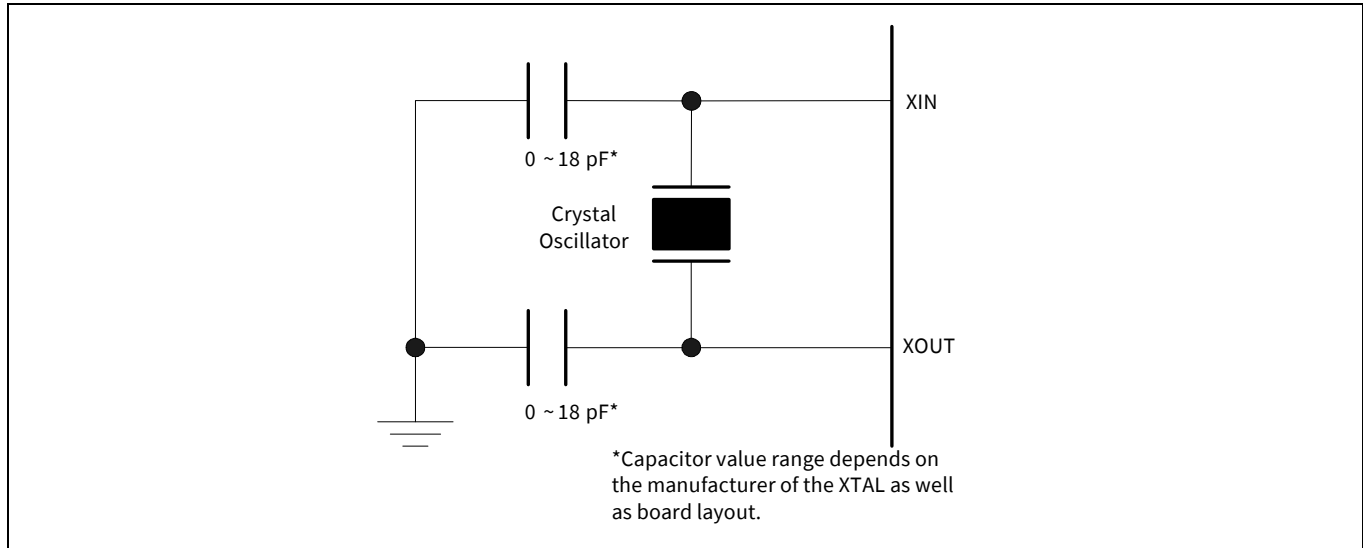 XIN
0 ~ 18 pF*
Crystal
Oscillator
XOUT
0 ~ 18 pF*
*Capacitor value range depends on
the manufacturer of the XTAL as well
as board layout.